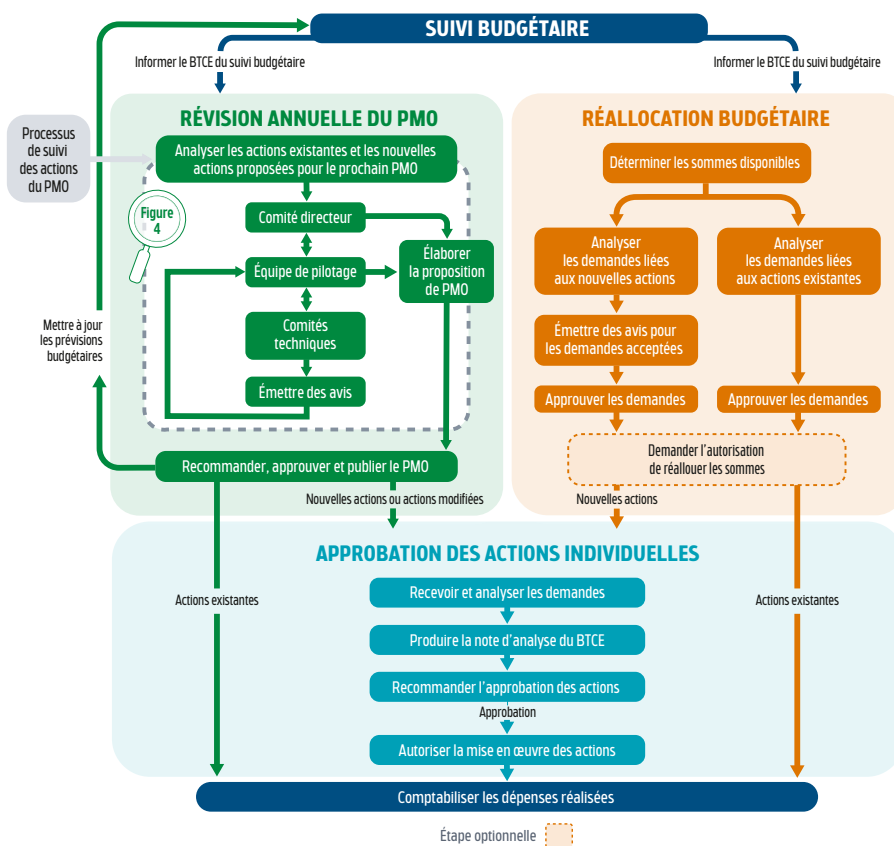 SUIVI BUDGÉTAIRE
Informer le BTCE du suivi budgétaire
Informer le BTCE du suivi budgétaire
Processus
de suivi
des actions
du PMO
RÉVISION ANNUELLE DU PMO
Analyser les actions existantes et les nouvelles
actions proposées pour le prochain PMO
Figure
4
Comité directeur
Équipe de pilotage
Élaborer
la proposition
de PMO
Comités
techniques
Émettre des avis
Mettre à jour
les prévisions
budgétaires
Recommander, approuver et publier le PMO
Nouvelles actions ou actions modifiées
RÉALLOCATION BUDGÉTAIRE
Déterminer les sommes disponibles
Analyser
les demandes liées
aux nouvelles actions
Analyser
les demandes liées
aux actions existantes
Émettre des avis pour
les demandes acceptées
Approuver les demandes
Approuver les demandes
Demander l'autorisation
de réallouer les sommes
Nouvelles actions
APPROBATION DES ACTIONS INDIVIDUELLES
Recevoir et analyser les demandes
Actions existantes
Actions existantes
Produire la note d'analyse du BTCE
Recommander l'approbation des actions
Approbation
Autoriser la mise en œuvre des actions
Comptabiliser les dépenses réalisées
Étape optionnelle